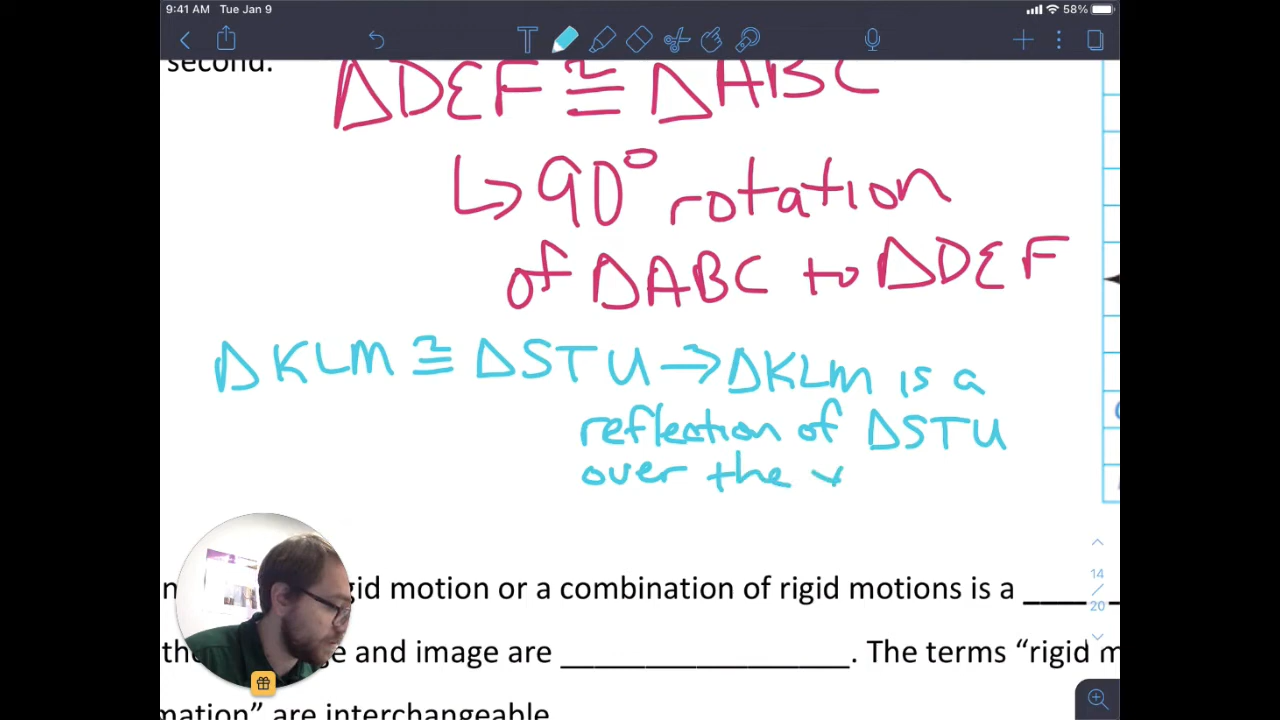 9:41 AM Tue Jan 9
58%
second.
ΔDEF ≅ ΔABC
↳ 90° rotation
of ΔABC to ΔDEF
ΔKLM ≅ ΔSTU → ΔKLM is a
reflection of ΔSTU
over the
gid motion or a combination of rigid motions is a ____
14
/
20
e and image are ___________________. The terms “rigid m
mation” are interchangeable